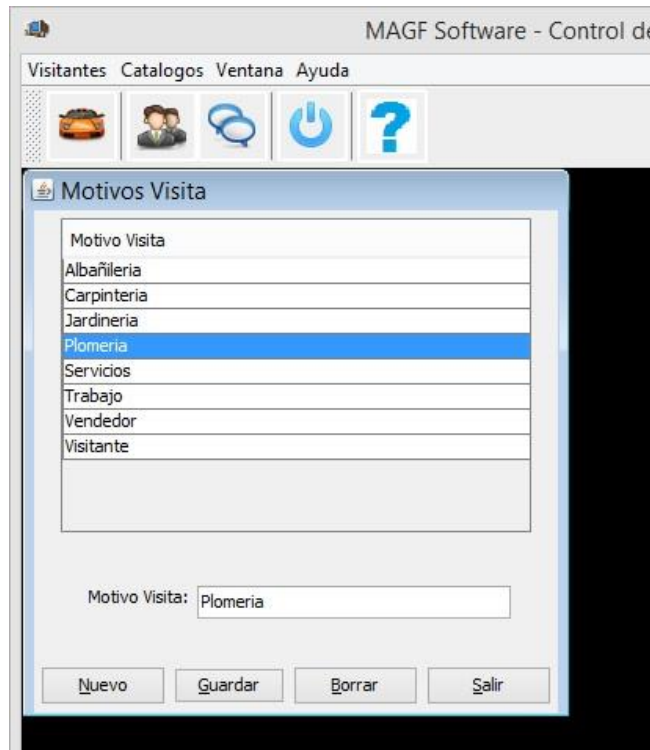 MAGF Software - Control de
Visitantes Catalogos Ventana Ayuda
Motivos Visita
Motivo Visita
Albañileria
Carpinteria
Jardineria
Plomeria
Servicios
Trabajo
Vendedor
Visitante
Motivo Visita: Plomeria
Nuevo Guardar Borrar Salir